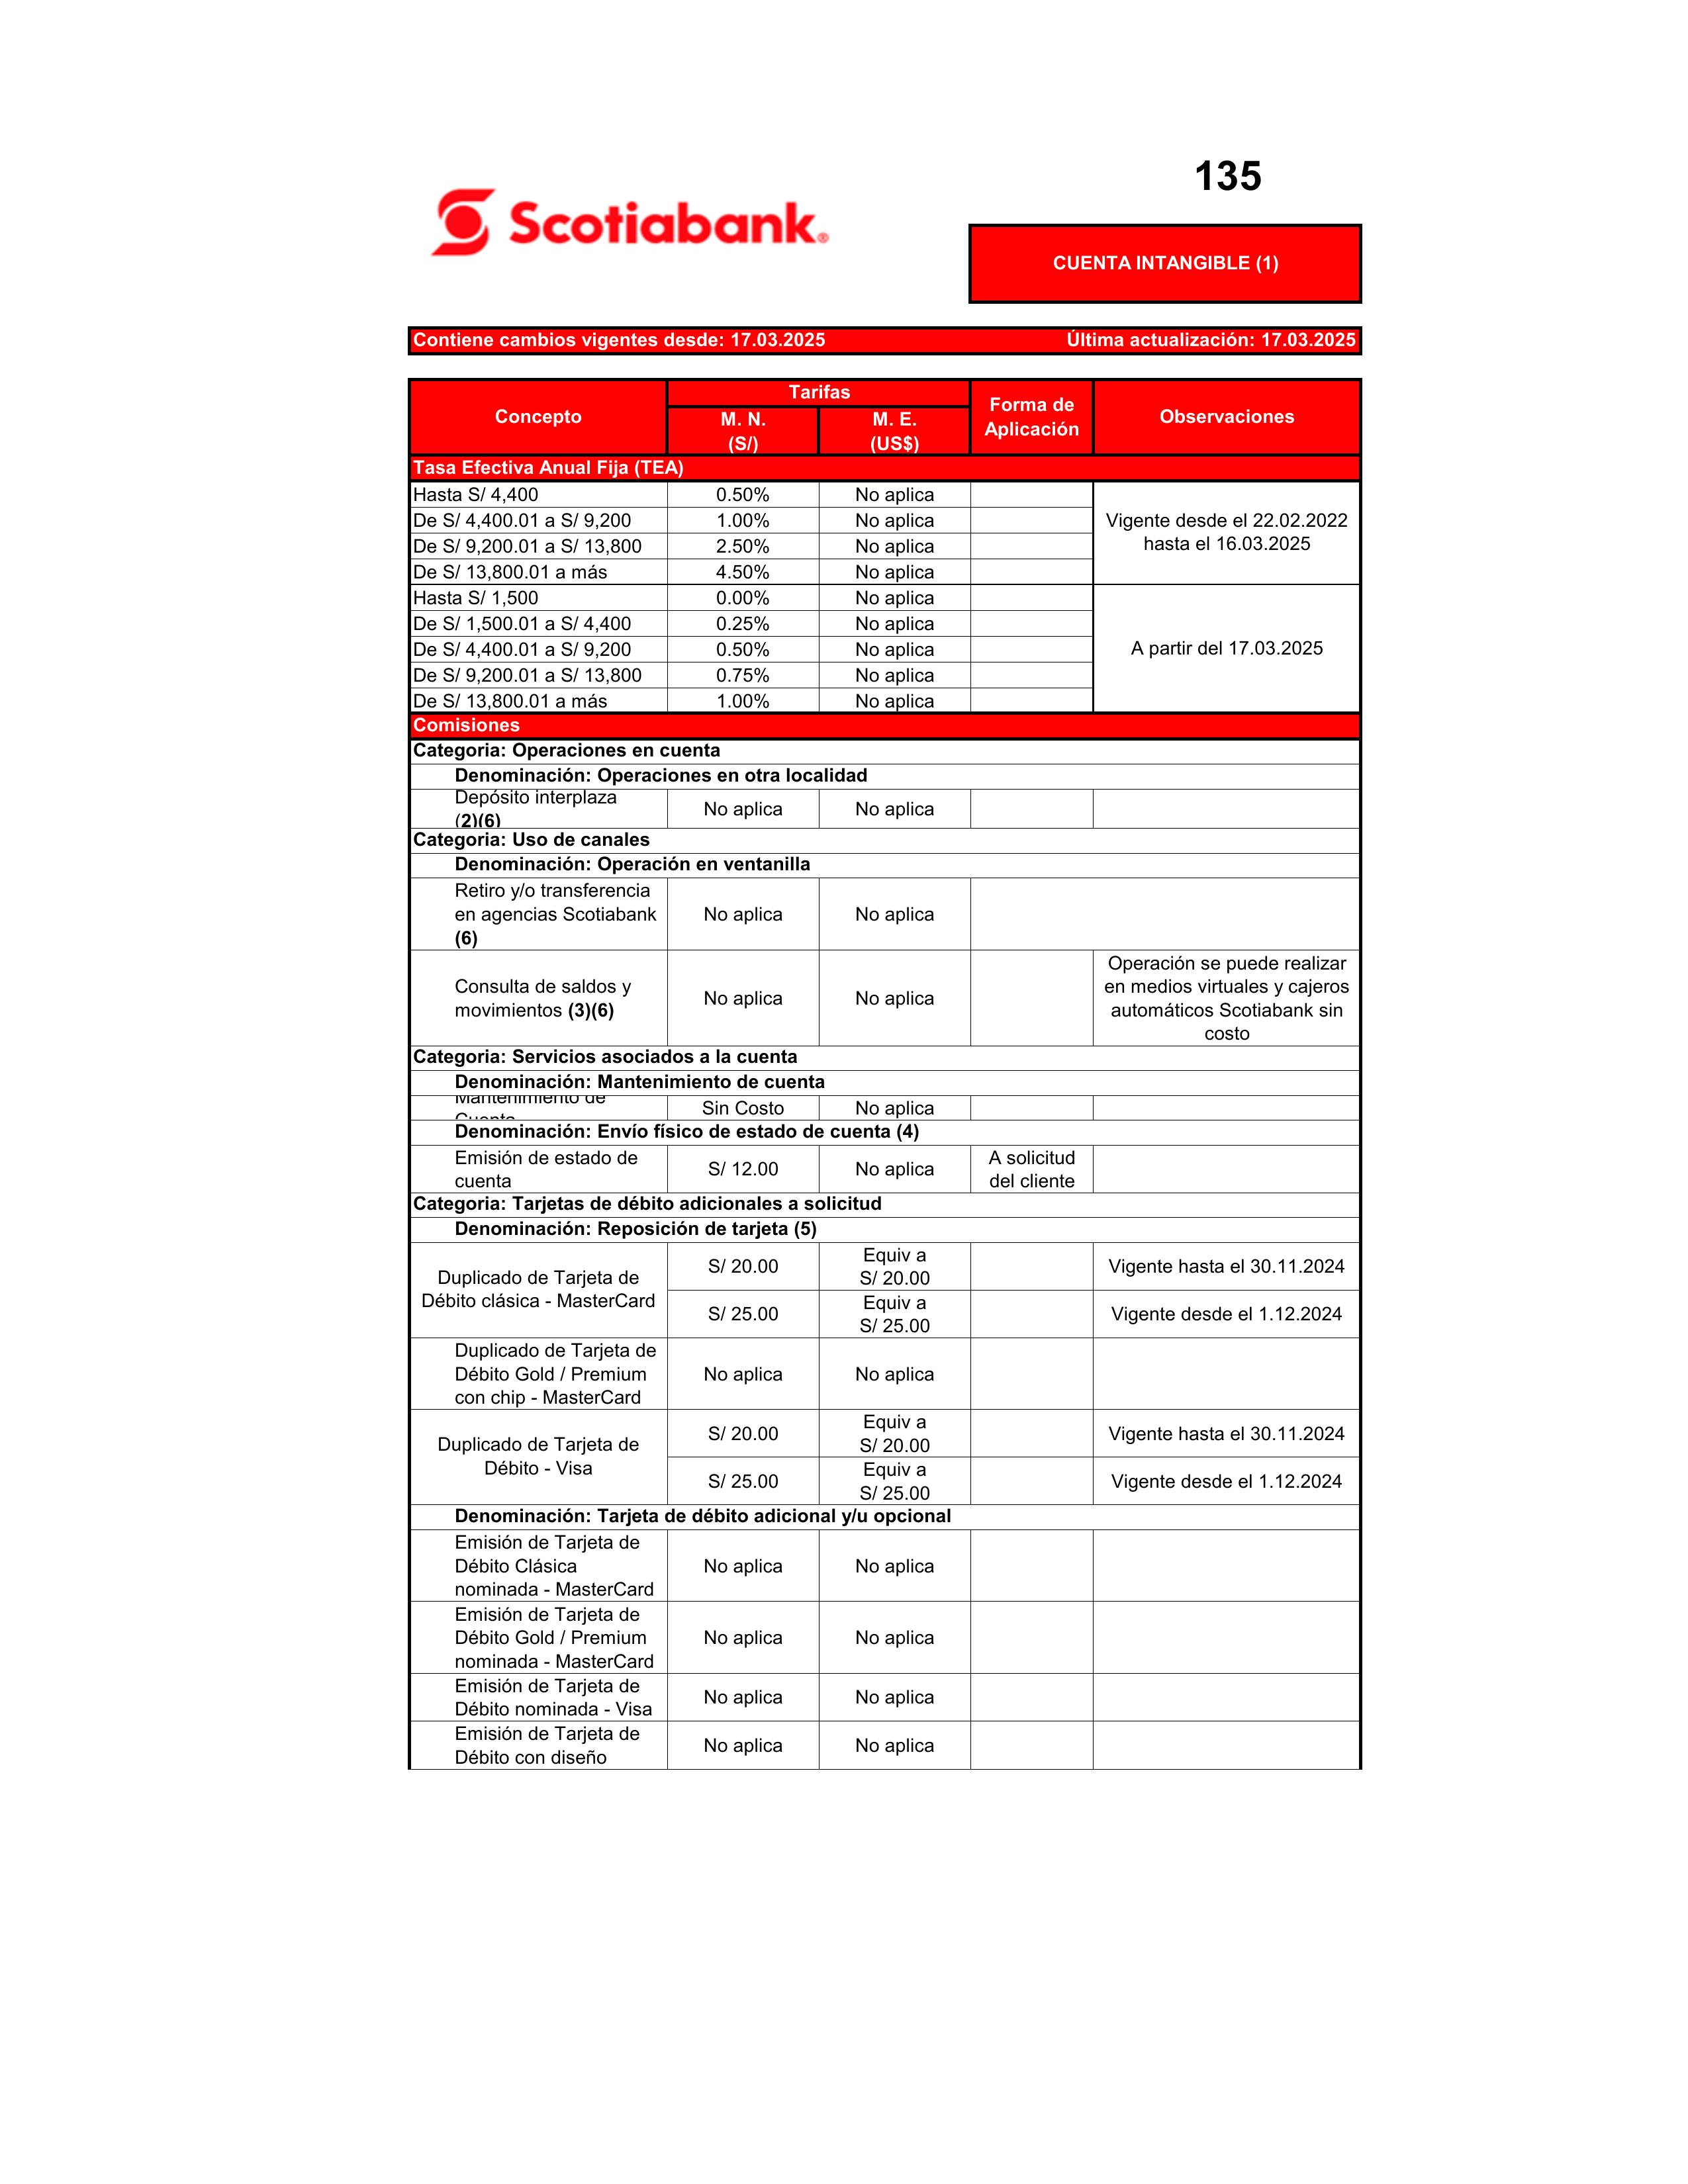 135
Scotiabank®
CUENTA INTANGIBLE (1)
Contiene cambios vigentes desde: 17.03.2025 Última actualización: 17.03.2025
Concepto Tarifas Forma de Aplicación Observaciones
M. N. (S/) M. E. (US$)
Tasa Efectiva Anual Fija (TEA)
Hasta S/ 4,400 0.50% No aplica
De S/ 4,400.01 a S/ 9,200 1.00% No aplica
Vigente desde el 22.02.2022
hasta el 16.03.2025
De S/ 9,200.01 a S/ 13,800 2.50% No aplica
De S/ 13,800.01 a más 4.50% No aplica
Hasta S/ 1,500 0.00% No aplica
De S/ 1,500.01 a S/ 4,400 0.25% No aplica
De S/ 4,400.01 a S/ 9,200 0.50% No aplica A partir del 17.03.2025
De S/ 9,200.01 a S/ 13,800 0.75% No aplica
De S/ 13,800.01 a más 1.00% No aplica
Comisiones
Categoria: Operaciones en cuenta
Denominación: Operaciones en otra localidad
Depósito interplaza
(2)(6) No aplica No aplica
Categoria: Uso de canales
Denominación: Operación en ventanilla
Retiro y/o transferencia
en agencias Scotiabank No aplica No aplica
(6)
Consulta de saldos y
movimientos (3)(6) No aplica No aplica
Operación se puede realizar
en medios virtuales y cajeros
automáticos Scotiabank sin
costo
Categoria: Servicios asociados a la cuenta
Denominación: Mantenimiento de cuenta
Mantenimiento de
Cuenta Sin Costo No aplica
Denominación: Envío físico de estado de cuenta (4)
Emisión de estado de
cuenta S/ 12.00 No aplica
A solicitud
del cliente
Categoria: Tarjetas de débito adicionales a solicitud
Denominación: Reposición de tarjeta (5)
Duplicado de Tarjeta de
Débito clásica - MasterCard
S/ 20.00 Equiv a S/ 20.00 Vigente hasta el 30.11.2024
S/ 25.00 Equiv a S/ 25.00 Vigente desde el 1.12.2024
Duplicado de Tarjeta de
Débito Gold / Premium No aplica No aplica
con chip - MasterCard
Duplicado de Tarjeta de
Débito - Visa
S/ 20.00 Equiv a S/ 20.00 Vigente hasta el 30.11.2024
S/ 25.00 Equiv a S/ 25.00 Vigente desde el 1.12.2024
Denominación: Tarjeta de débito adicional y/u opcional
Emisión de Tarjeta de
Débito Clásica No aplica No aplica
nominada - MasterCard
Emisión de Tarjeta de
Débito Gold / Premium No aplica No aplica
nominada - MasterCard
Emisión de Tarjeta de
Débito nominada - Visa No aplica No aplica
Emisión de Tarjeta de
Débito con diseño No aplica No aplica